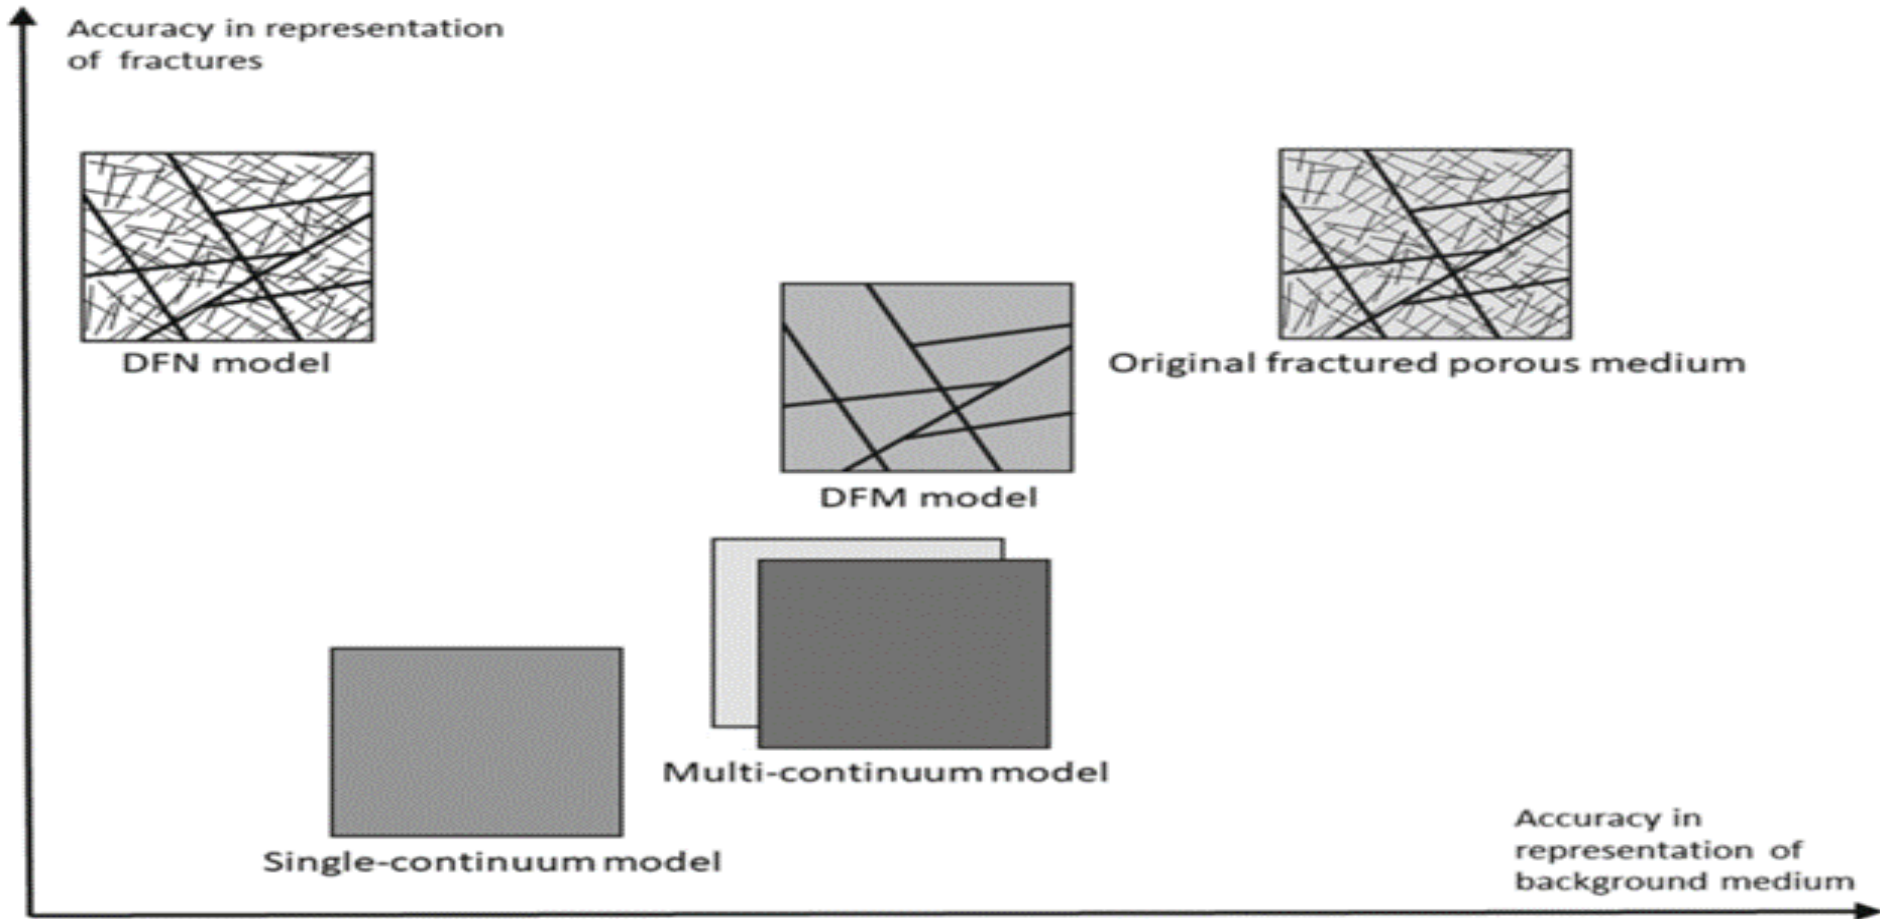 Accuracy in representation
of fractures
DFN model
Original fractured porous medium
DFM model
Multi-continuum model
Single-continuum model
Accuracy in
representation of
background medium